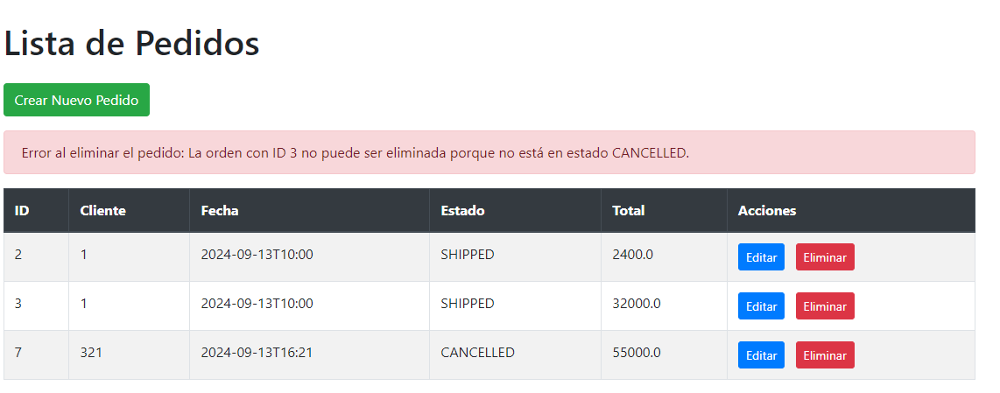 Lista de Pedidos
Crear Nuevo Pedido
Error al eliminar el pedido: La orden con ID 3 no puede ser eliminada porque no está en estado CANCELLED.
ID Cliente Fecha Estado Total Acciones
2 1 2024-09-13T10:00 SHIPPED 2400.0 Editar Eliminar
3 1 2024-09-13T10:00 SHIPPED 32000.0 Editar Eliminar
7 321 2024-09-13T16:21 CANCELLED 55000.0 Editar Eliminar